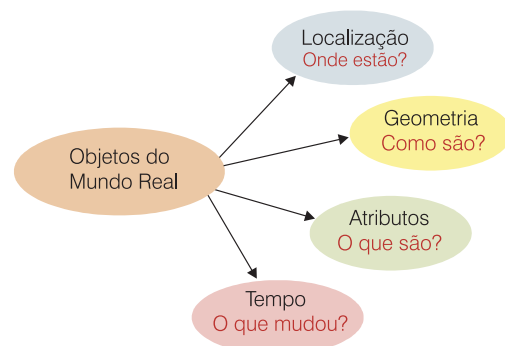 Localização
Onde estão?
Geometria
Como são?
Objetos do
Mundo Real
Atributos
O que são?
Tempo
O que mudou?